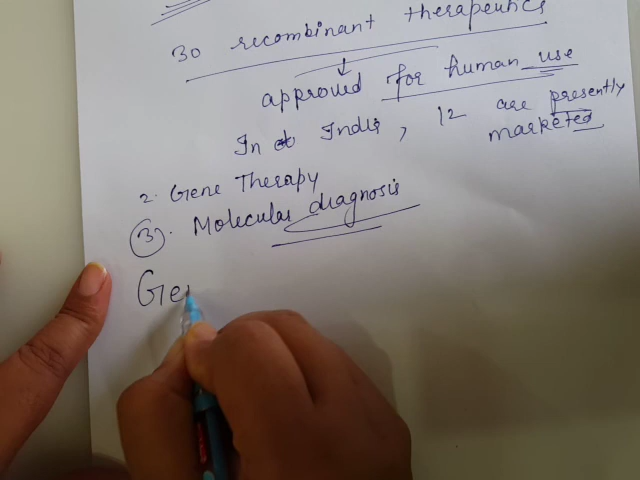 30 recombinant therapeutics
approved for human use
In India, 12 are presently
marketed
2. Gene Therapy
3. Molecular diagnosis
Ge